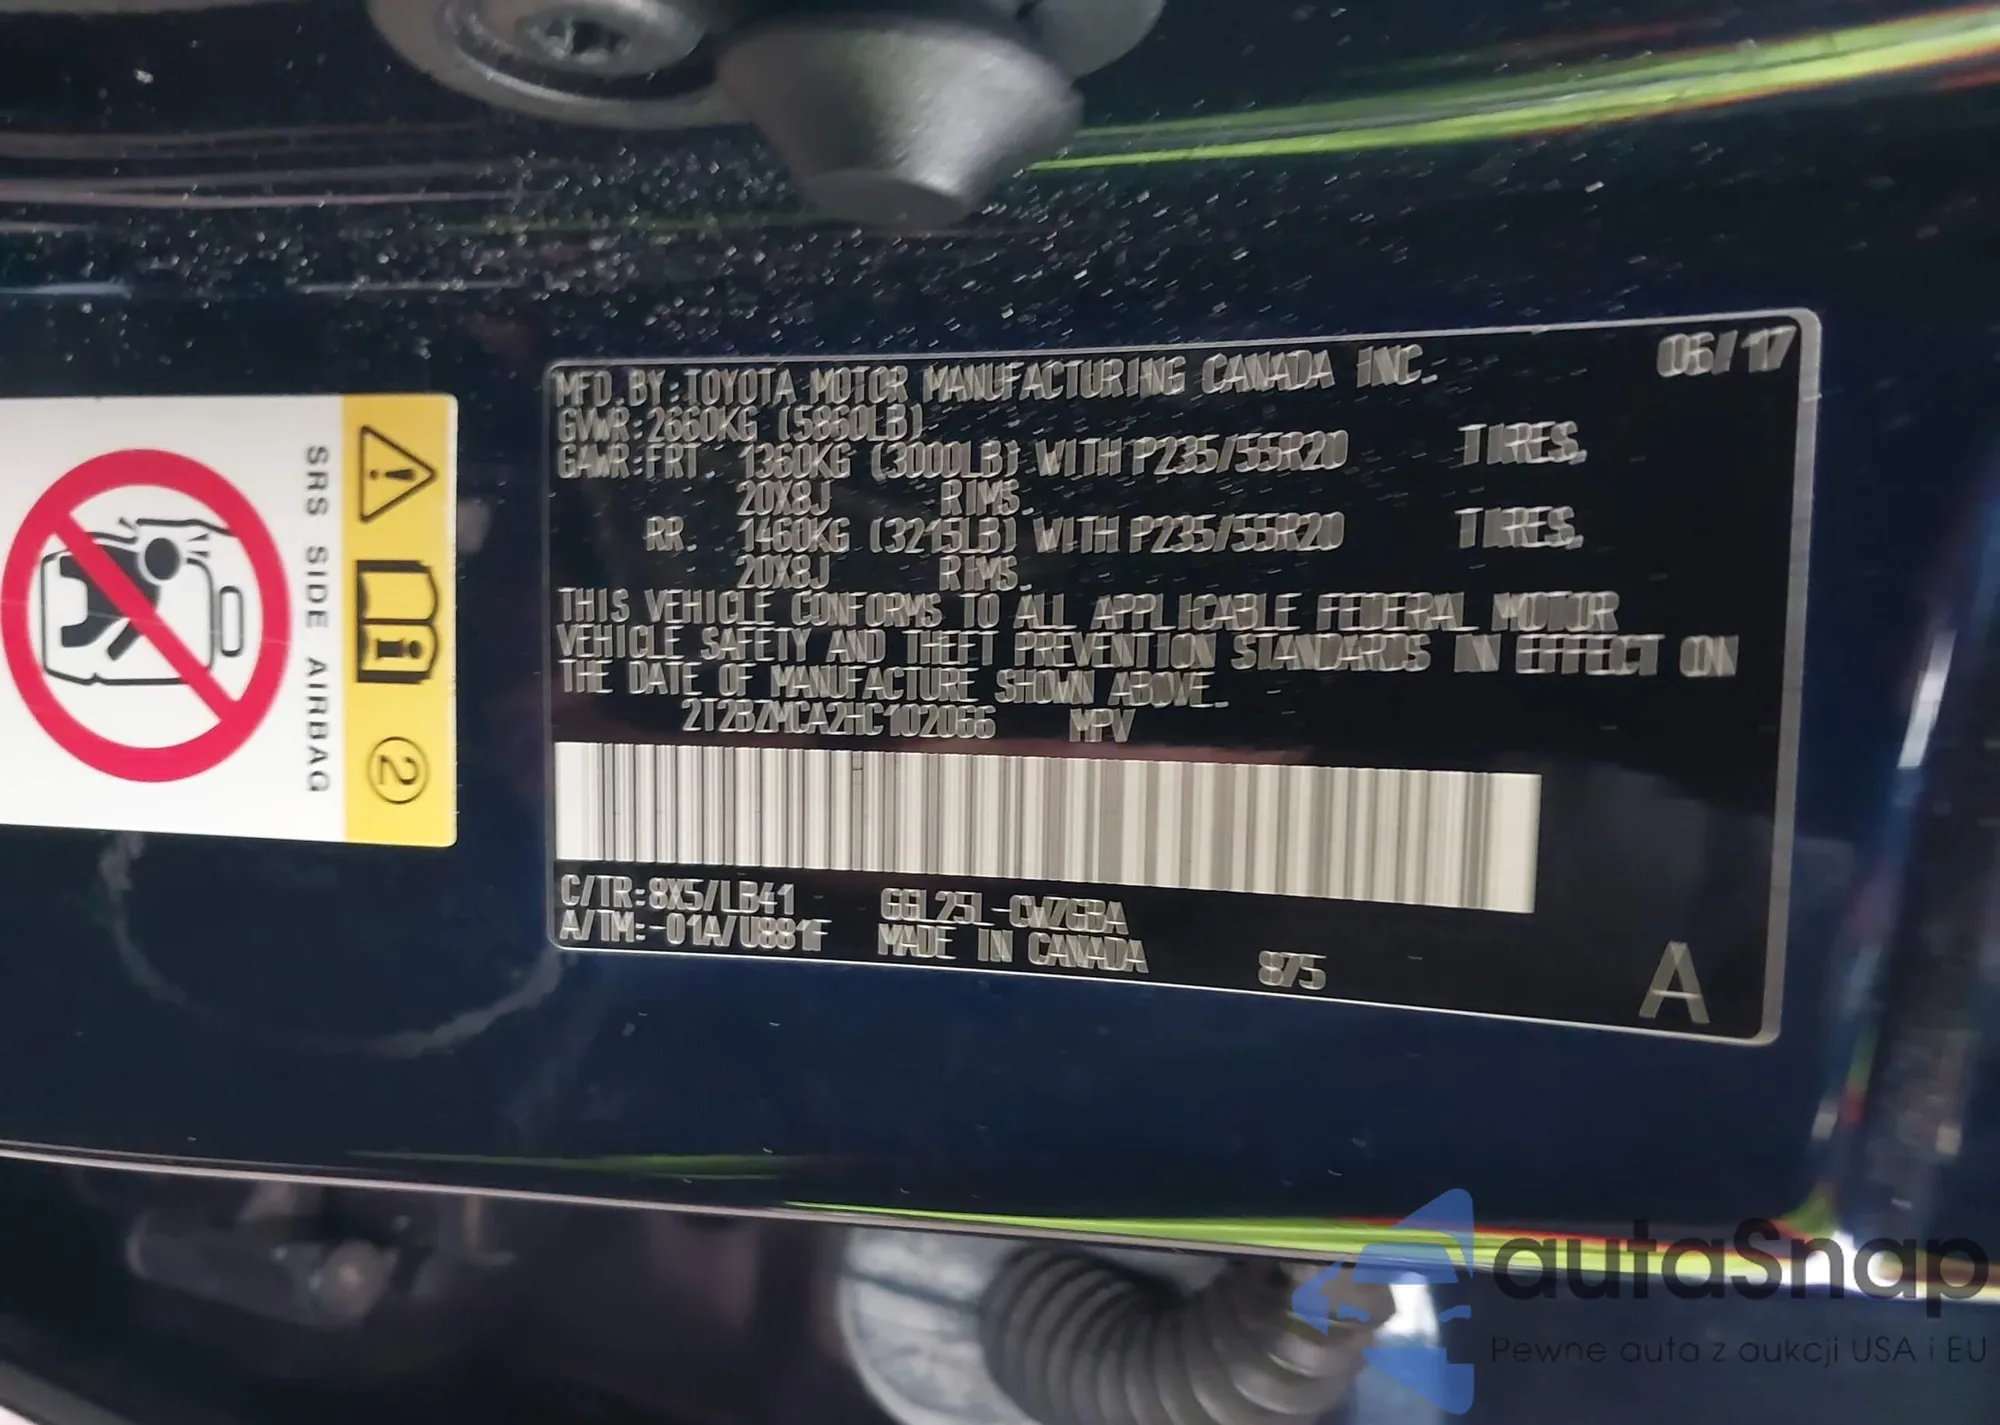 MFD. BY: TOYOTA MOTOR MANUFACTURING CANADA INC. 06/17
GVWR: 2660KG (5860LB)
GAWR: FRT. 1360KG (3000LB) WITH P235/55R20 TIRES,
20X8J RIMS.
RR. 1460KG (3215LB) WITH P235/55R20 TIRES,
20X8J RIMS.
THIS VEHICLE CONFORMS TO ALL APPLICABLE FEDERAL MOTOR
VEHICLE SAFETY AND THEFT PREVENTION STANDARDS IN EFFECT ON
THE DATE OF MANUFACTURE SHOWN ABOVE.
2T2BZMCA2HC102066 MPV
C/TR: 8X5/LB41 GGL25L-CWZGBA
A/TM: -01A/U881F MADE IN CANADA 875
A
SRS SIDE AIRBAG
2
autaSnap
Pewne auta z aukcji USA i EU